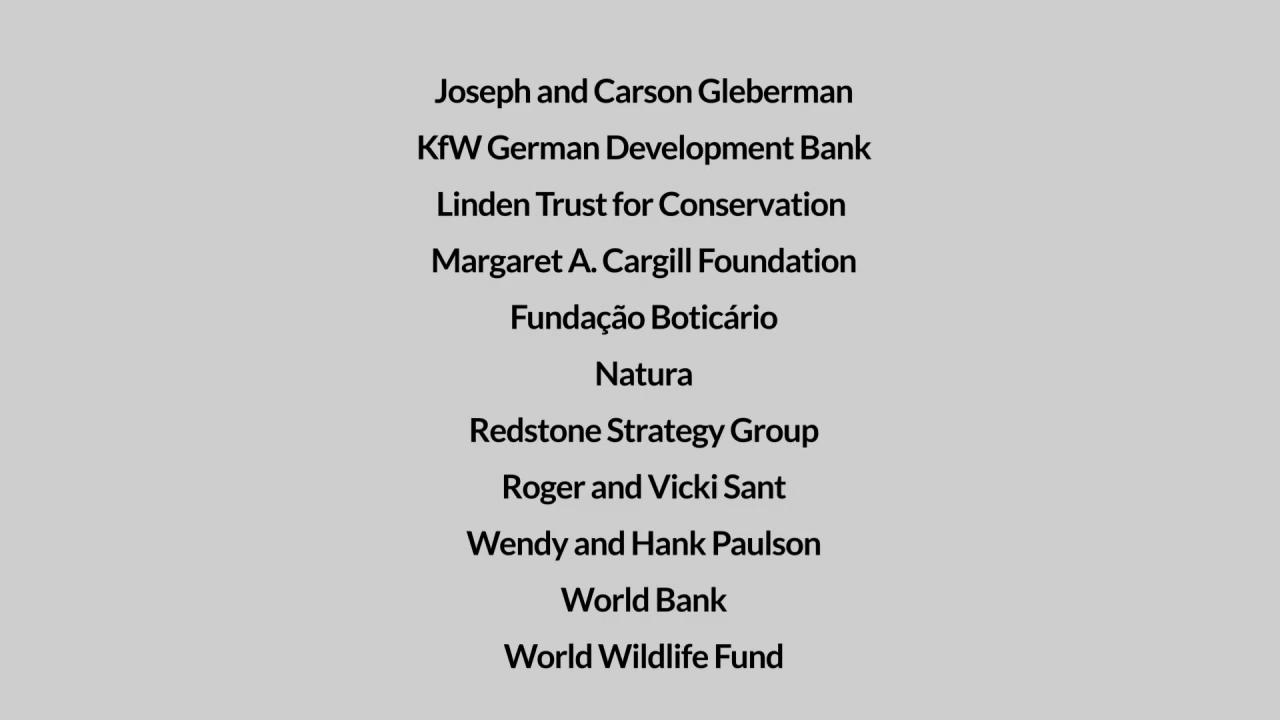 Joseph and Carson Gleberman
KfW German Development Bank
Linden Trust for Conservation
Margaret A. Cargill Foundation
Fundação Boticário
Natura
Redstone Strategy Group
Roger and Vicki Sant
Wendy and Hank Paulson
World Bank
World Wildlife Fund